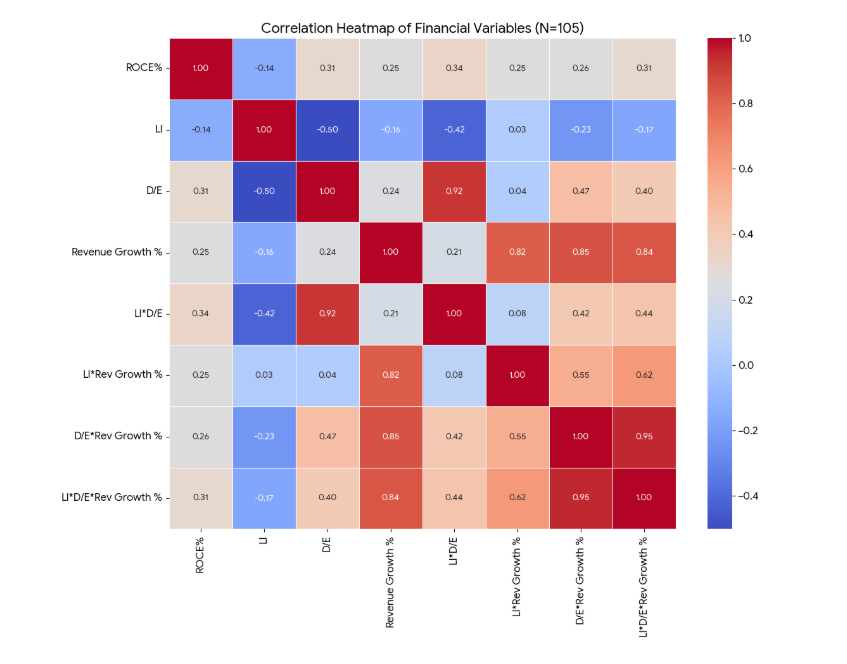 Correlation Heatmap of Financial Variables (N=105)
ROCE% 1.00 -0.14 0.31 0.25 0.34 0.25 0.26 0.31
LI -0.14 1.00 -0.50 -0.16 -0.42 0.03 -0.23 -0.17
D/E 0.31 -0.50 1.00 0.24 0.92 0.04 0.47 0.40
Revenue Growth % 0.25 -0.16 0.24 1.00 0.21 0.82 0.85 0.84
LI*D/E 0.34 -0.42 0.92 0.21 1.00 0.08 0.42 0.44
LI*Rev Growth % 0.25 0.03 0.04 0.82 0.08 1.00 0.55 0.62
D/E*Rev Growth % 0.26 -0.23 0.47 0.85 0.42 0.55 1.00 0.95
LI*D/E*Rev Growth % 0.31 -0.17 0.40 0.84 0.44 0.62 0.95 1.00
ROCE%
LI
D/E
Revenue Growth %
LI*D/E
LI*Rev Growth %
D/E*Rev Growth %
LI*D/E*Rev Growth %
1.0
0.8
0.6
0.4
0.2
0.0
−0.2
−0.4